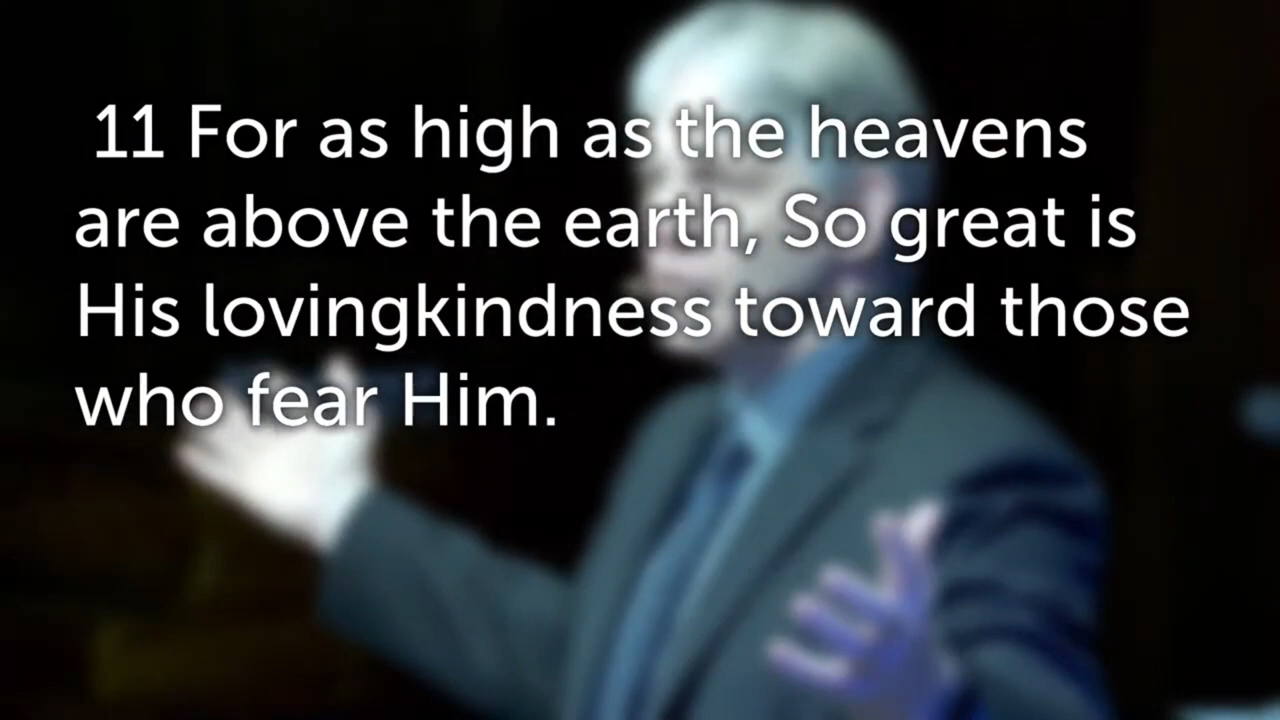 11 For as high as the heavens
are above the earth, So great is
His lovingkindness toward those
who fear Him.